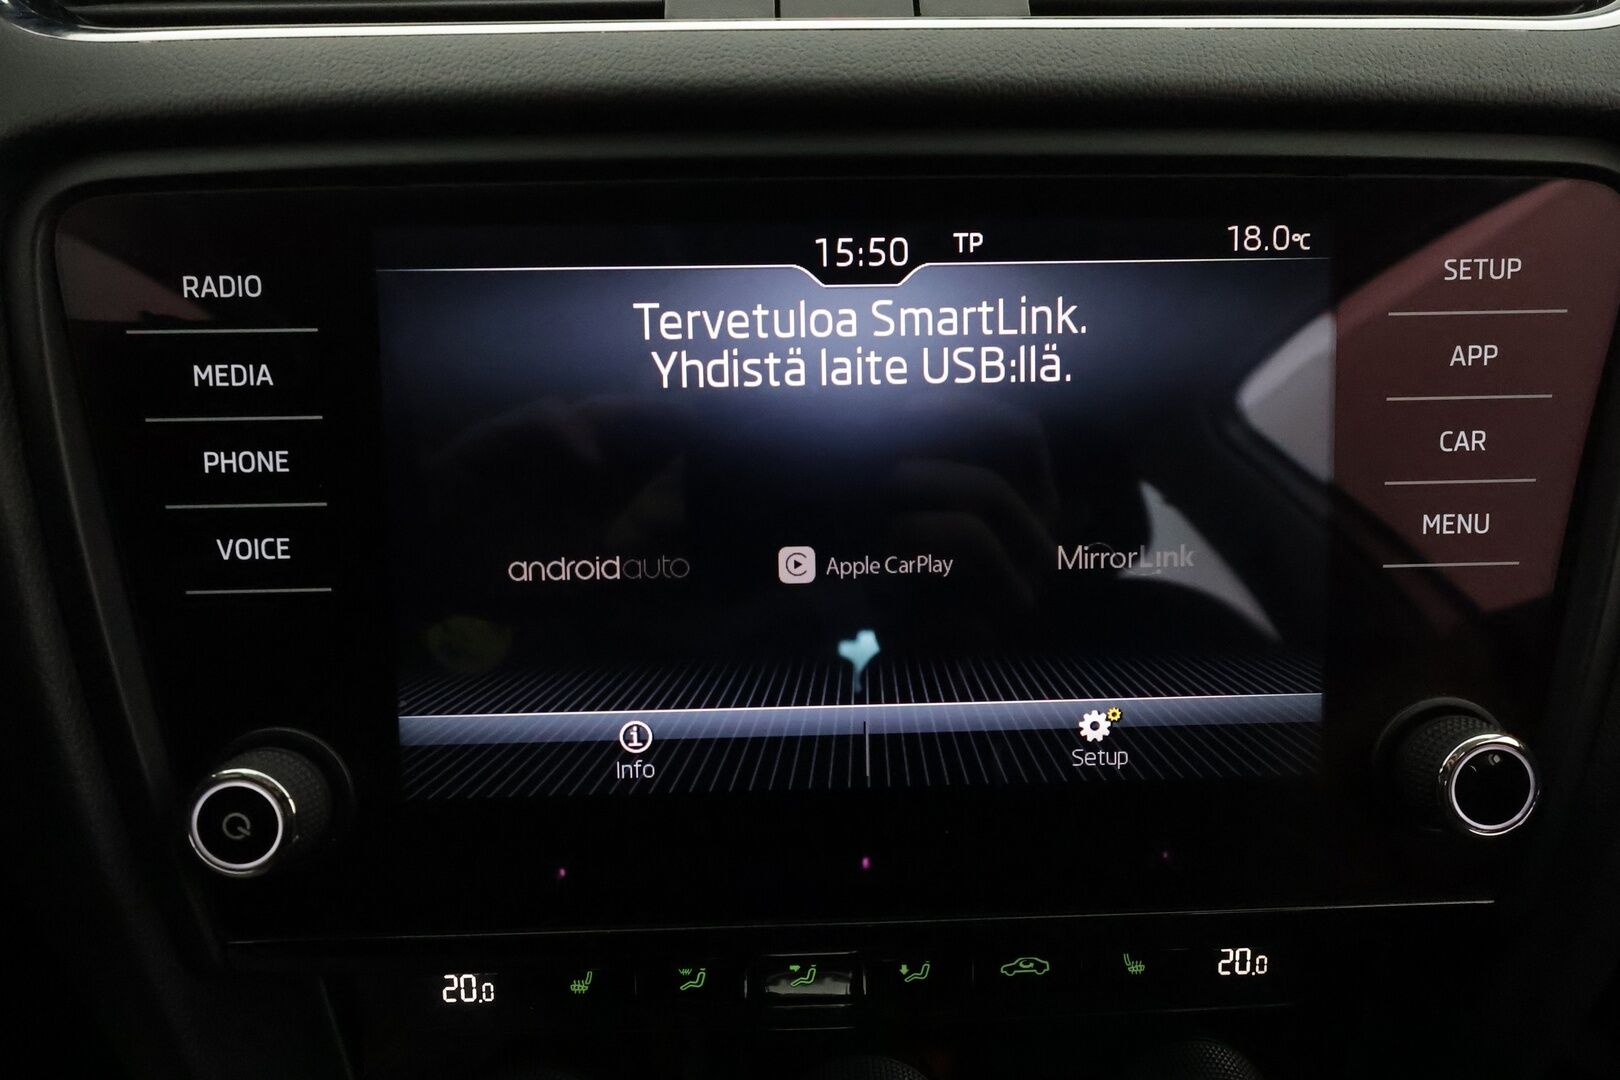 15:50 TP 18.0°C
RADIO
MEDIA
PHONE
VOICE
Tervetuloa SmartLink.
Yhdistä laite USB:llä.
androidauto
Apple CarPlay
MirrorLink
Info
Setup
SETUP
APP
CAR
MENU
20.0
20.0